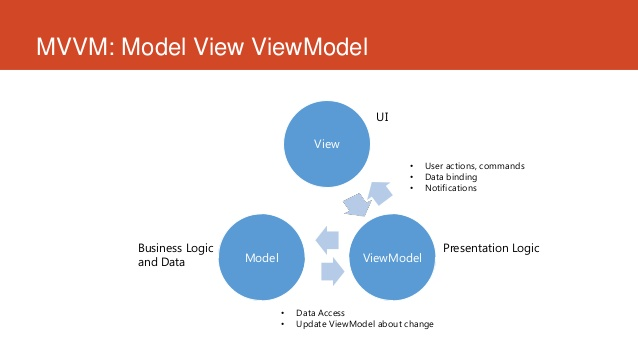 MVVM: Model View ViewModel
UI
View
• User actions, commands
• Data binding
• Notifications
Business Logic
and Data
Model
ViewModel
Presentation Logic
• Data Access
• Update ViewModel about change